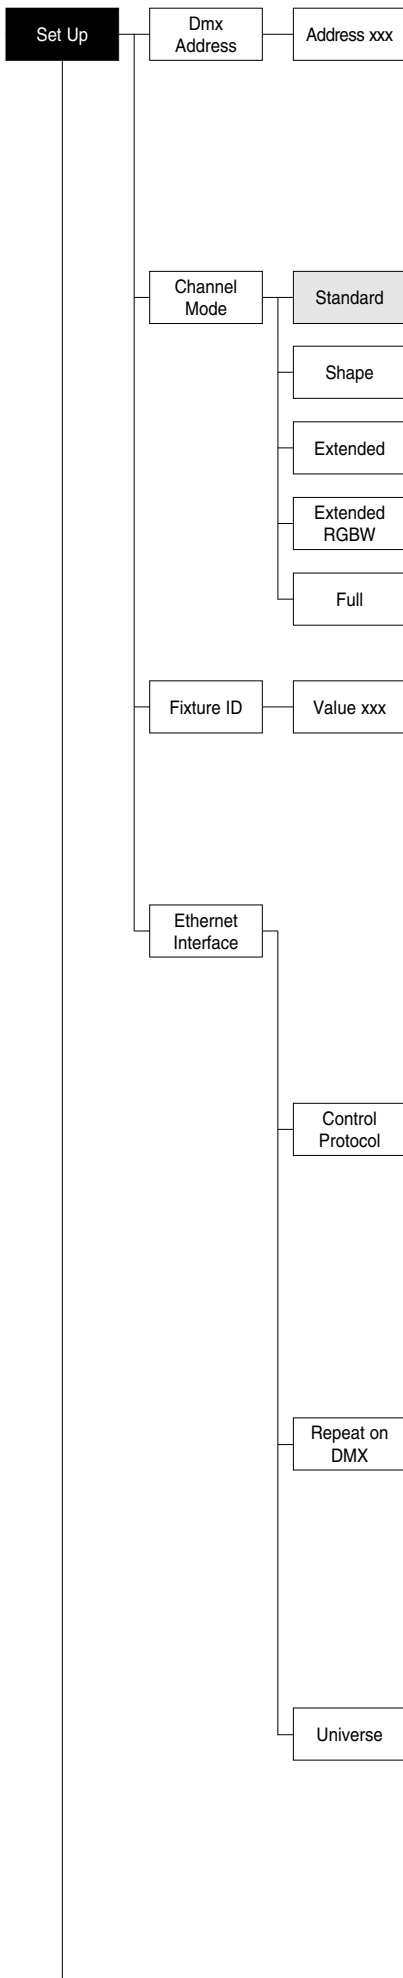 Set Up
Dmx
Address
Address xxx
Channel
Mode
Standard
Shape
Extended
Extended
RGBW
Full
Fixture ID
Value xxx
Ethernet
Interface
Control
Protocol
Repeat on
DMX
Universe